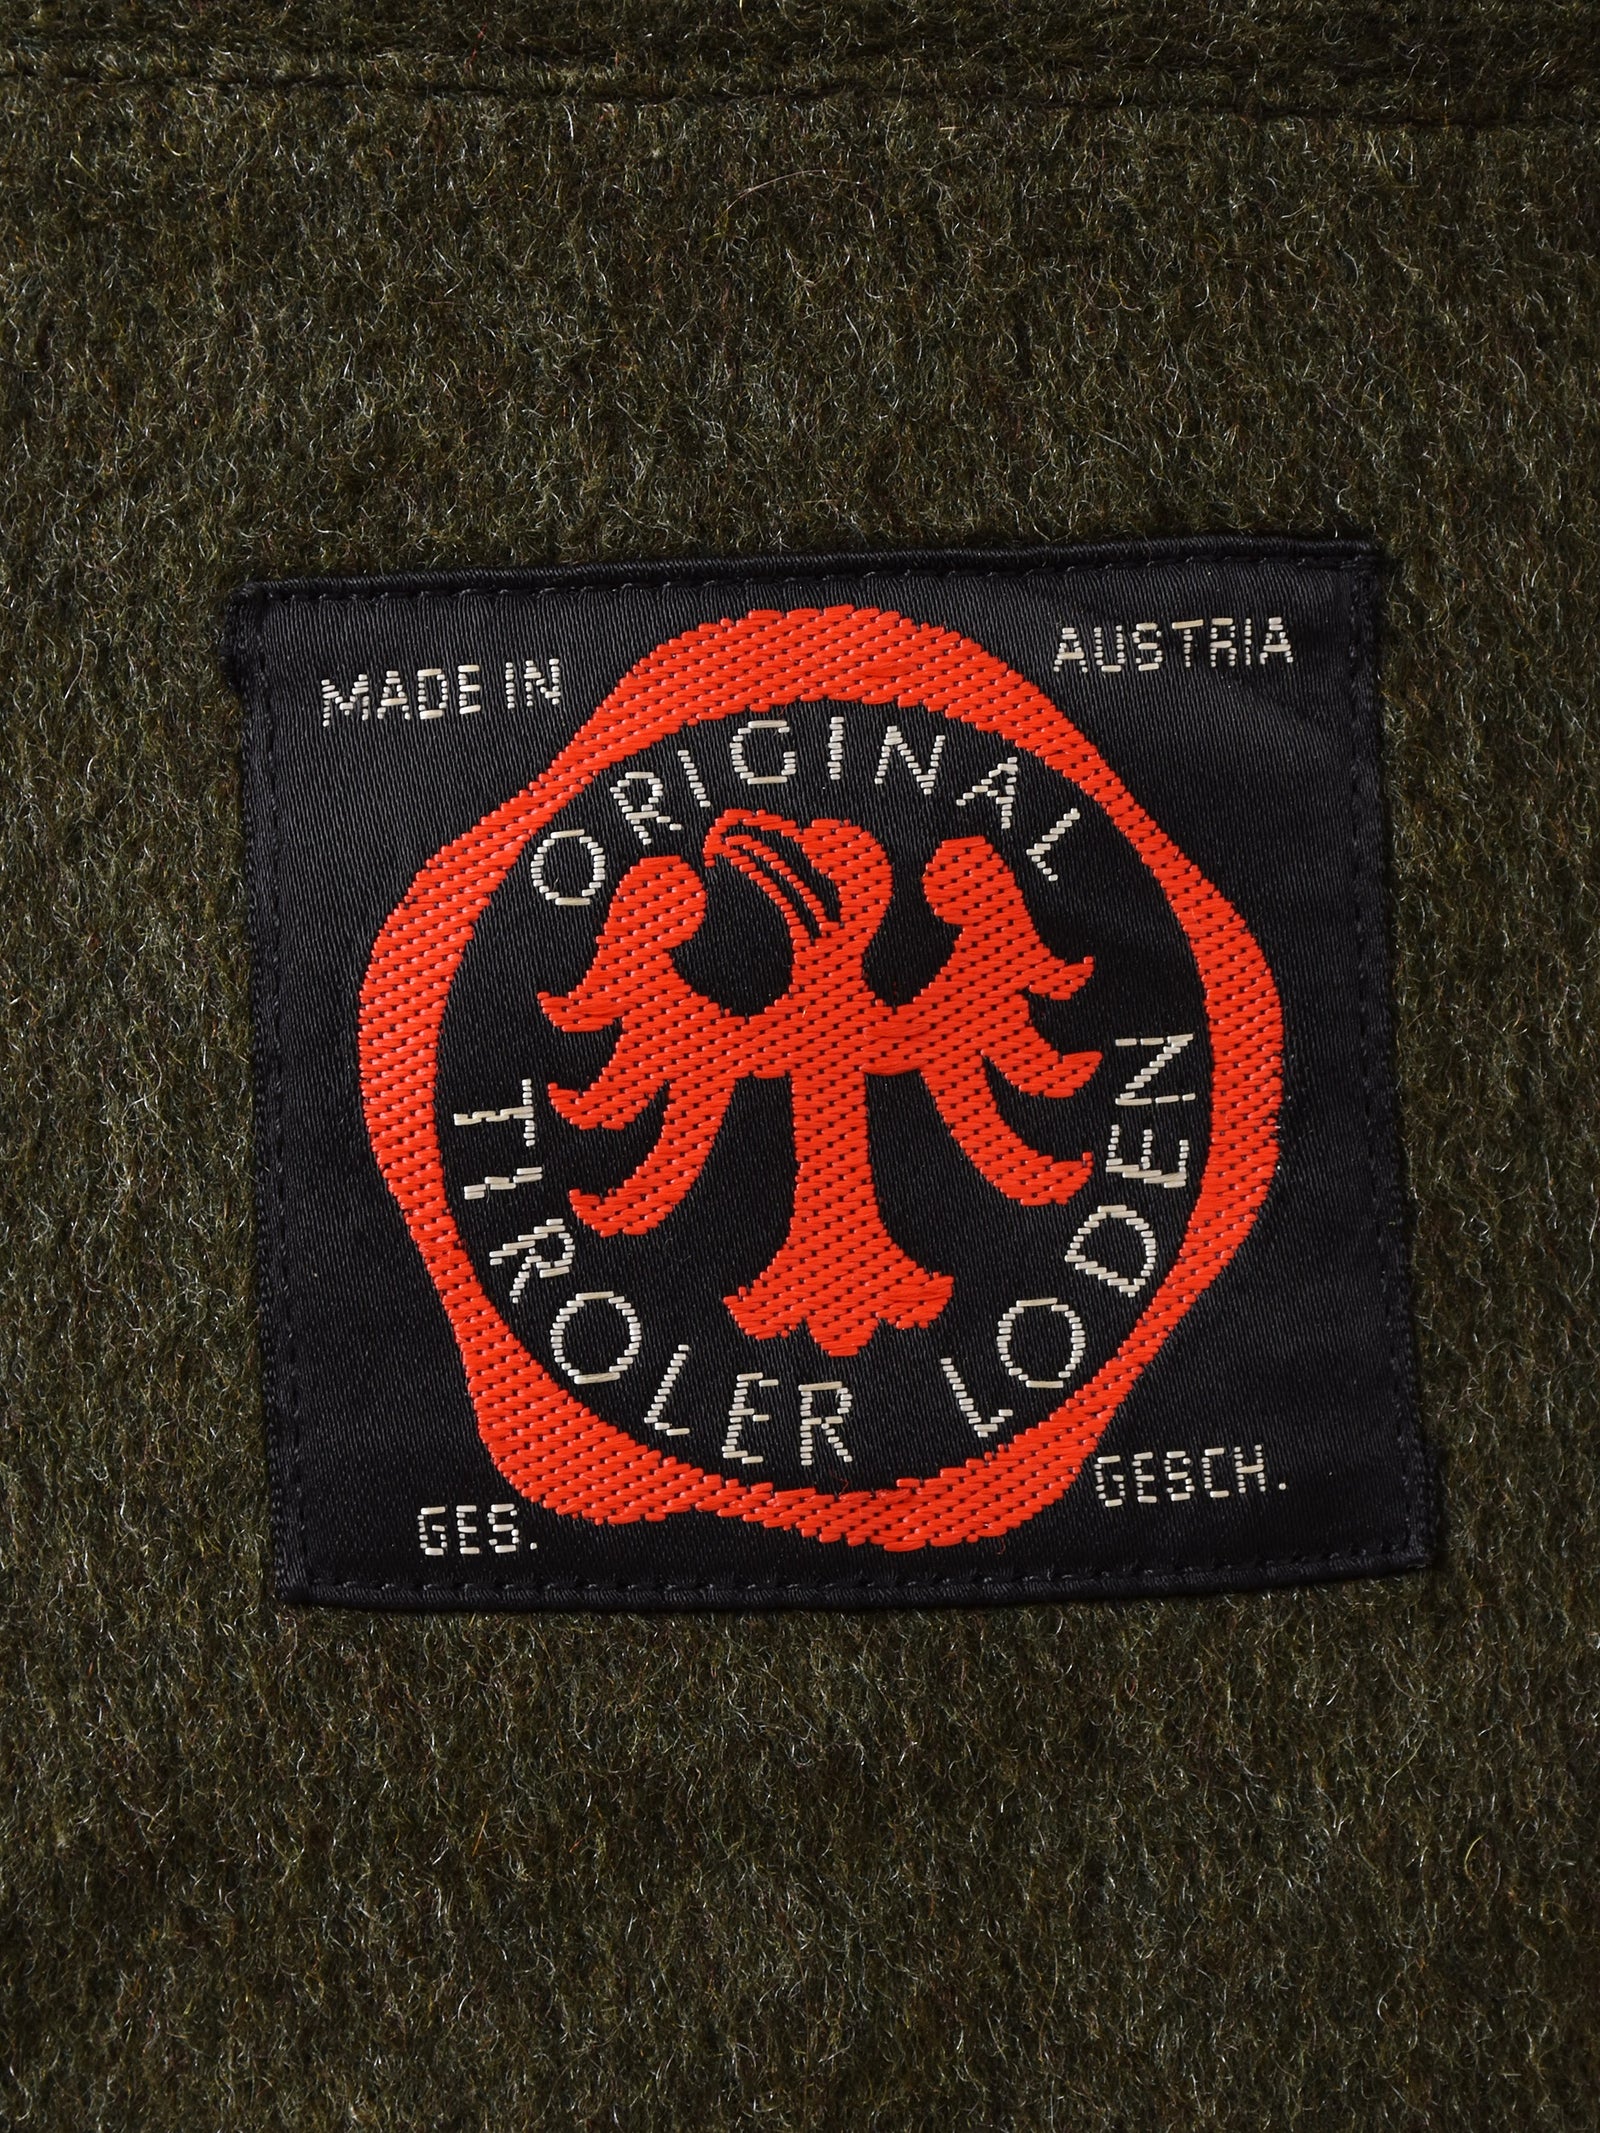 MADE IN AUSTRIA
ORIGINAL
TIROLER LODEN
GES. GESCH.